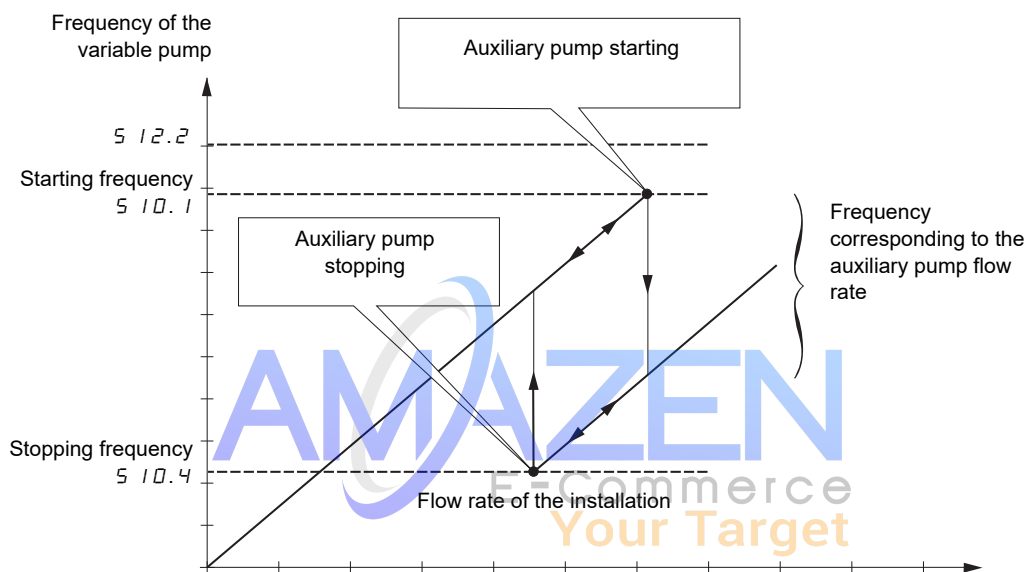 Frequency of the
variable pump
Auxiliary pump starting
S 12.2
Starting frequency
S 10.1
Auxiliary pump
stopping
Frequency
corresponding to the
auxiliary pump flow
rate
AMAZEN
Stopping frequency
S 10.4
E-Commerce
Flow rate of the installation
Your Target